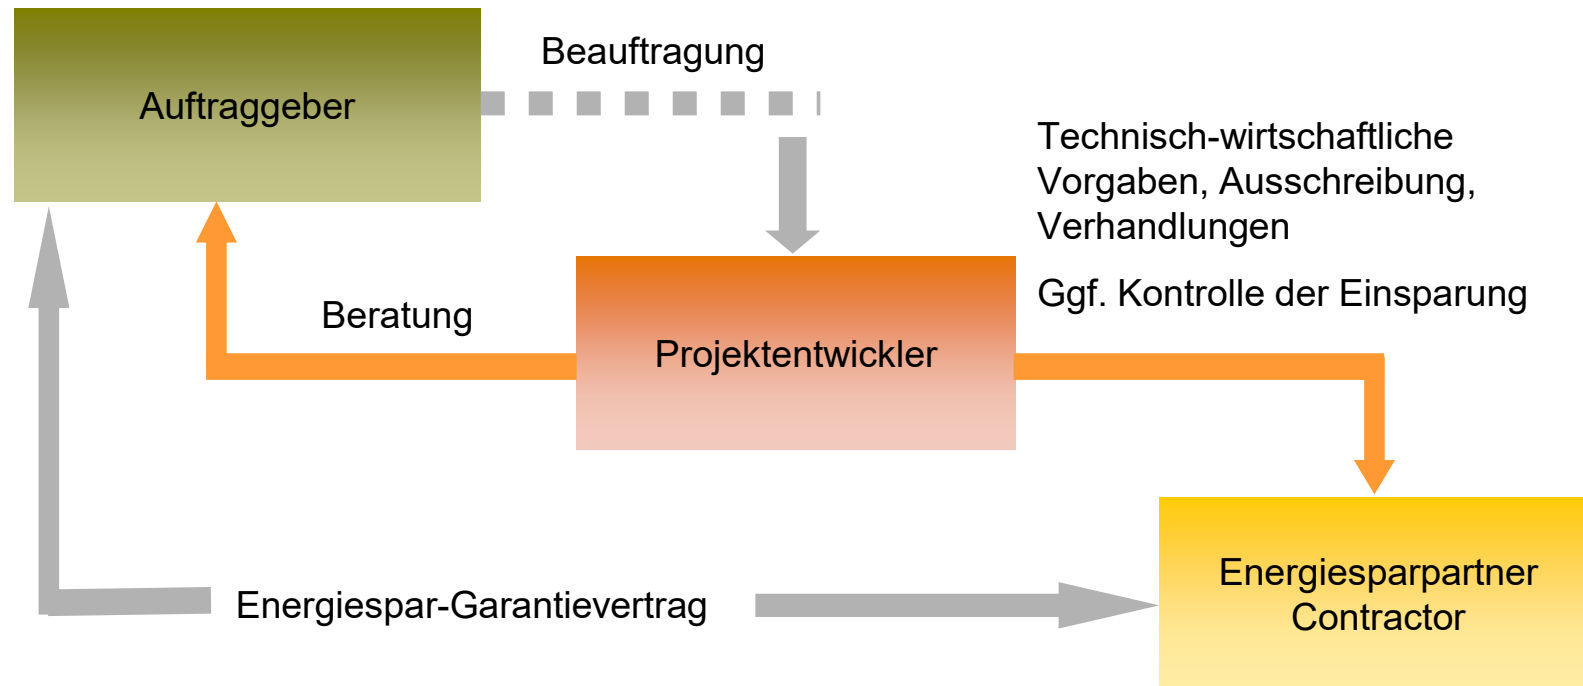 Beauftragung
Auftraggeber
Technisch-wirtschaftliche
Vorgaben, Ausschreibung,
Verhandlungen
Ggf. Kontrolle der Einsparung
Beratung
Projektentwickler
Energiesparpartner
Contractor
Energiespar-Garantievertrag